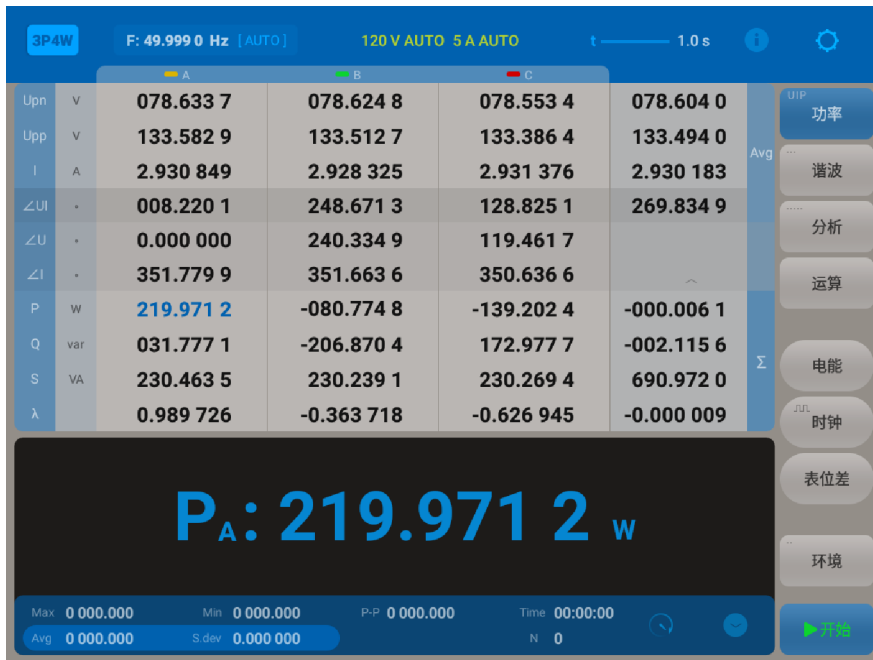 3P4W F: 49.999 0 Hz [AUTO] 120 V AUTO 5 A AUTO t 1.0 s i
A B C
Upn V 078.633 7 078.624 8 078.553 4 078.604 0
Upp V 133.582 9 133.512 7 133.386 4 133.494 0
I A 2.930 849 2.928 325 2.931 376 2.930 183
Avg
∠UI ° 008.220 1 248.671 3 128.825 1 269.834 9
∠U ° 0.000 000 240.334 9 119.461 7
∠I ° 351.779 9 351.663 6 350.636 6
P W 219.971 2 -080.774 8 -139.202 4 -000.006 1
Q var 031.777 1 -206.870 4 172.977 7 -002.115 6
Σ
S VA 230.463 5 230.239 1 230.269 4 690.972 0
λ 0.989 726 -0.363 718 -0.626 945 -0.000 009
PA: 219.971 2 W
Max 0 000.000 Min 0 000.000 P-P 0 000.000 Time 00:00:00
Avg 0 000.000 S.dev 0.000 000 N 0
UIP
功率
谐波
分析
运算
电能
时钟
表位差
环境
开始